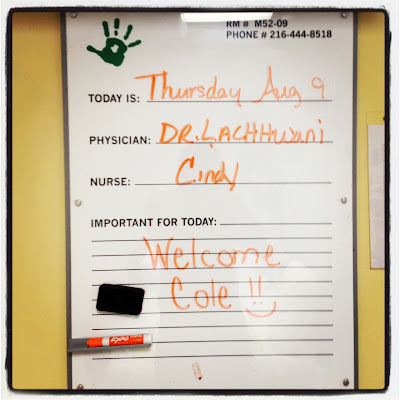 RM # M52-09
PHONE # 216-444-8518
TODAY IS: Thursday Aug 9
PHYSICIAN: DR. LACHHWANi
NURSE: Cindy
IMPORTANT FOR TODAY:
Welcome
Cole !!
EXPO